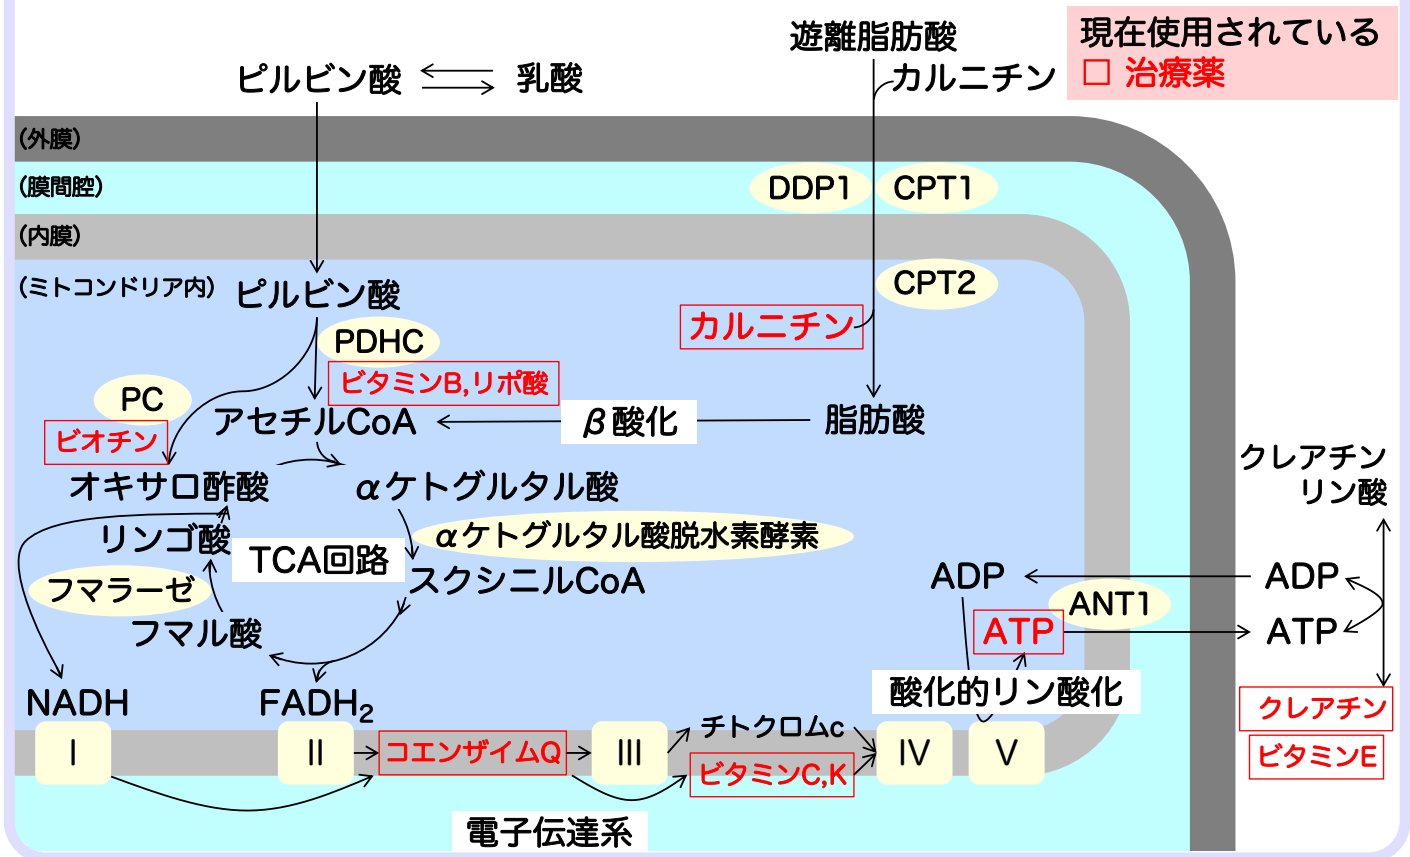 遊離脂肪酸
現在使用されている
□ 治療薬
ピルビン酸
乳酸
カルニチン
(外膜)
(膜間腔)
DDP1
CPT1
(内膜)
(ミトコンドリア内)
ピルビン酸
CPT2
カルニチン
PDHC
ビタミンB,リポ酸
PC
アセチルCoA
β酸化
脂肪酸
ビオチン
オキサロ酢酸
αケトグルタル酸
クレアチン
リン酸
リンゴ酸
TCA回路
αケトグルタル酸脱水素酵素
フマラーゼ
スクシニルCoA
ADP
ADP
ANT1
フマル酸
ATP
ATP
NADH
FADH2
酸化的リン酸化
クレアチン
チトクロムc
I
II
コエンザイムQ
III
ビタミンC,K
IV
V
ビタミンE
電子伝達系